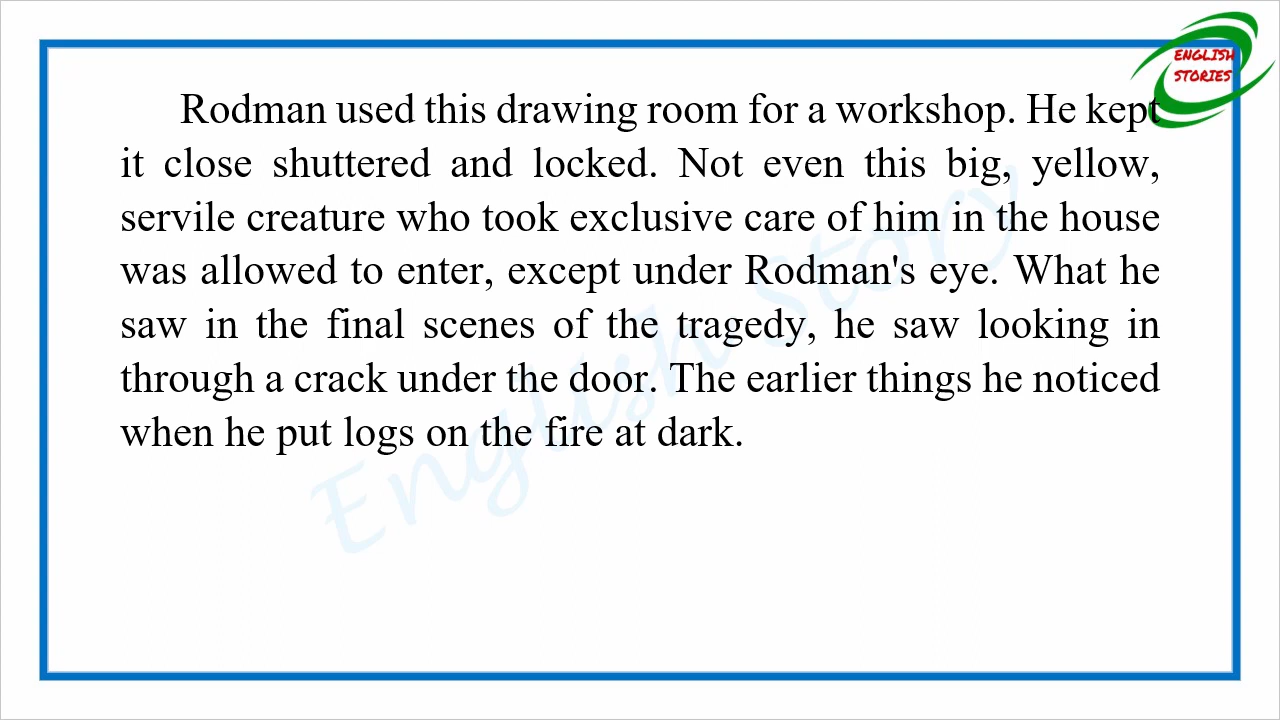 ENGLISH
STORIES
Rodman used this drawing room for a workshop. He kept
it close shuttered and locked. Not even this big, yellow,
servile creature who took exclusive care of him in the house
was allowed to enter, except under Rodman's eye. What he
saw in the final scenes of the tragedy, he saw looking in
through a crack under the door. The earlier things he noticed
when he put logs on the fire at dark.
English Story